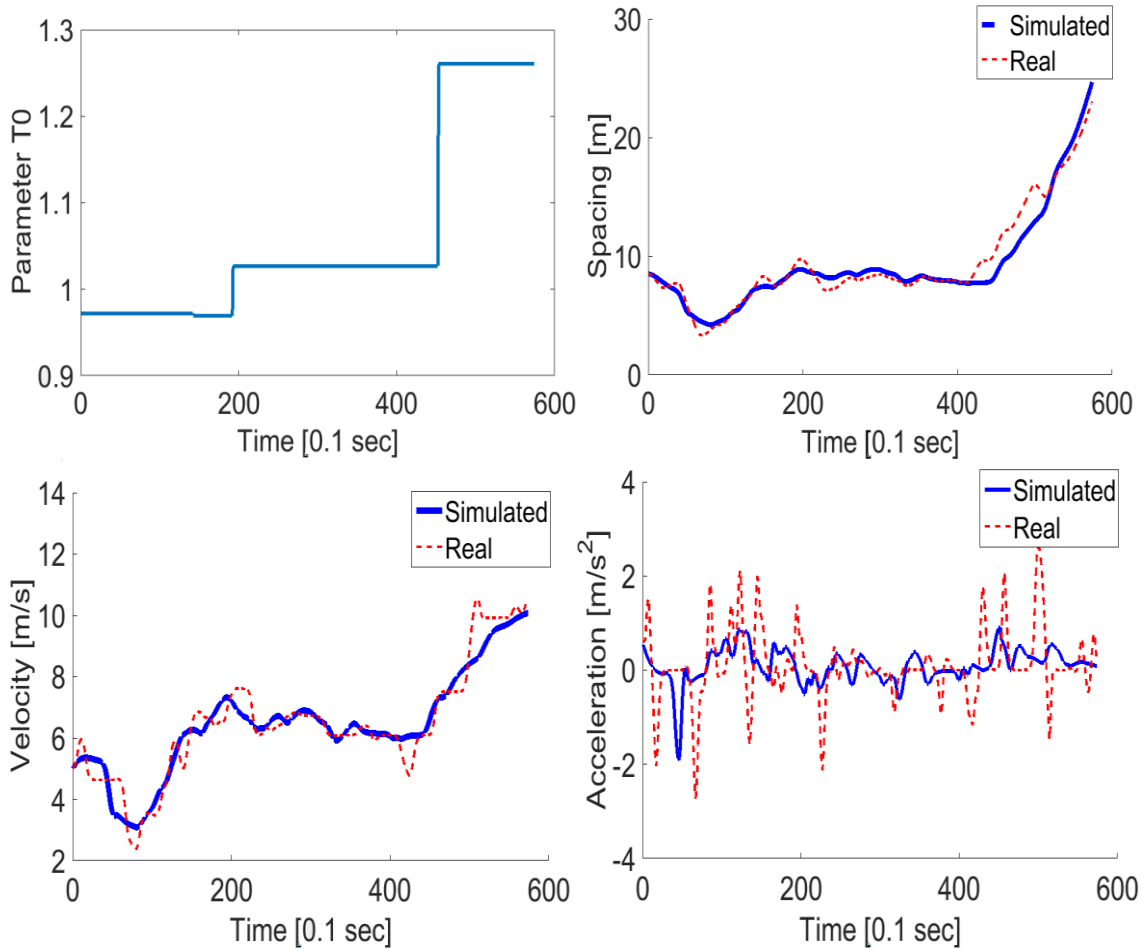 Parameter T0
1.3
1.2
1.1
1
0.9
0
200
400
600
Time [0.1 sec]
Spacing [m]
30
20
10
0
0
200
400
600
Time [0.1 sec]
Simulated
Real
Velocity [m/s]
14
12
10
8
6
4
2
0
200
400
600
Time [0.1 sec]
Simulated
Real
Acceleration [m/s²]
4
2
0
-2
-4
0
200
400
600
Time [0.1 sec]
Simulated
Real